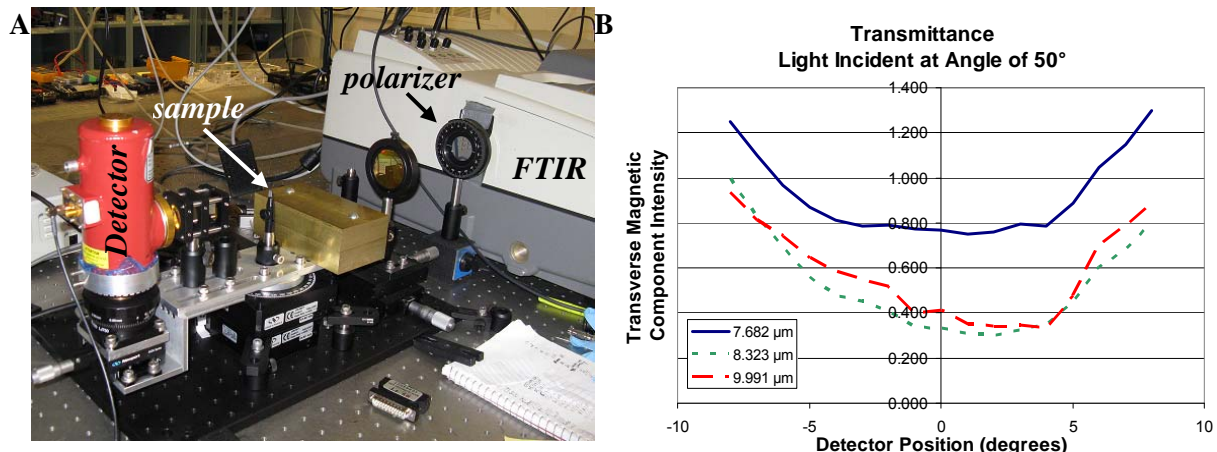 A
sample
polarizer
FTIR
Detector
B
Transmittance
Light Incident at Angle of 50°
Transverse Magnetic
Component Intensity
1.400
1.200
1.000
0.800
0.600
0.400
0.200
0.000
7.682 µm
8.323 µm
9.991 µm
-10
-5
0
5
10
Detector Position (degrees)